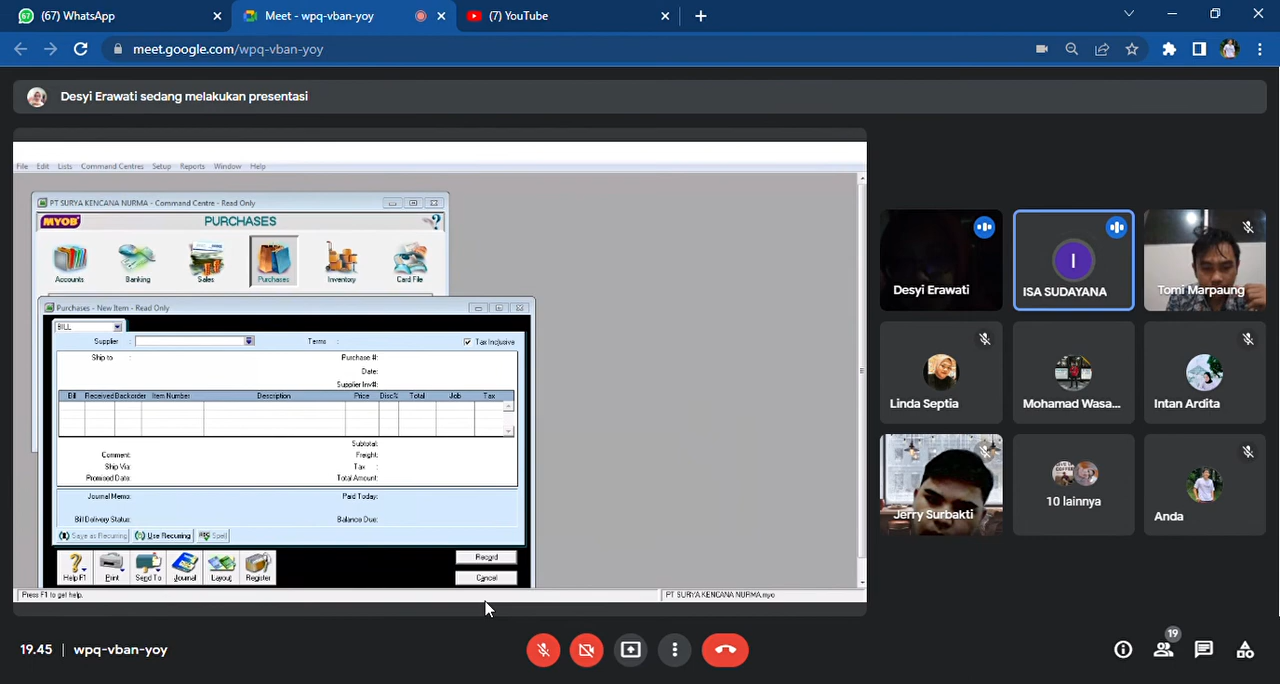 (67) WhatsApp
Meet - wpq-vban-yoy
(7) YouTube
meet.google.com/wpq-vban-yoy
Desyi Erawati sedang melakukan presentasi
File Edit Lists Command Centres Setup Reports Window Help
PT SURYA KENCANA NURMA - Command Centre - Read Only
MYOB
PURCHASES
?
Accounts Banking Sales Purchases Inventory Card File
Purchases - New Item - Read Only
BILL
Supplier : Terms : Tax Inclusive
Ship to : Purchase #:
Date:
Supplier Inv#:
Bill Received Backorder Item Number Description Price Disc% Total Job Tax
Subtotal:
Comment: Freight:
Ship Via: Tax :
Promised Date: Total Amount:
Journal Memo: Paid Today:
Bill Delivery Status: Balance Due:
Save as Recurring Use Recurring Spell
Help F1 Print Send To Journal Layout Register
Record
Cancel
Press F1 to get help. PT SURYA KENCANA NURMA.myo
Desyi Erawati
I
ISA SUDAYANA
Tomi Marpaung
Linda Septia
Mohamad Wasa...
Intan Ardita
Jerry Surbakti
10 lainnya
Anda
19.45 | wpq-vban-yoy
19